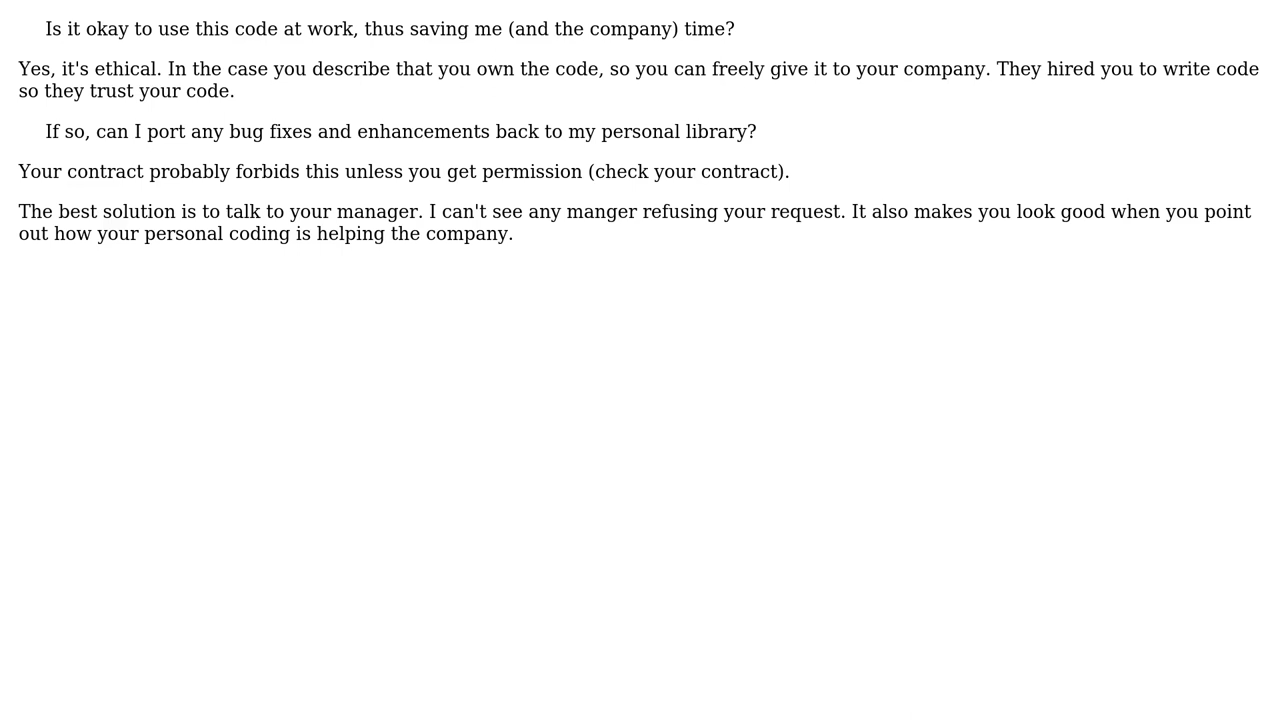 Is it okay to use this code at work, thus saving me (and the company) time?
Yes, it's ethical. In the case you describe that you own the code, so you can freely give it to your company. They hired you to write code
so they trust your code.
If so, can I port any bug fixes and enhancements back to my personal library?
Your contract probably forbids this unless you get permission (check your contract).
The best solution is to talk to your manager. I can't see any manger refusing your request. It also makes you look good when you point
out how your personal coding is helping the company.